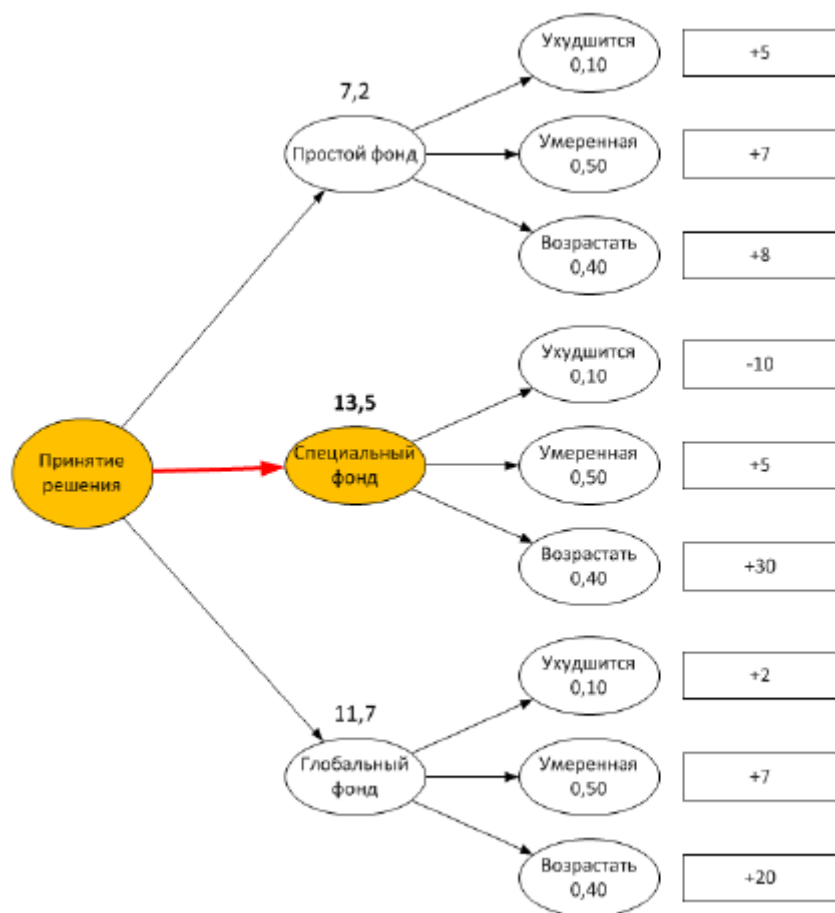 Ухудшится
0,10
+5
7,2
Простой фонд
Умеренная
0,50
+7
Возрастать
0,40
+8
Ухудшится
0,10
-10
13,5
Принятие
решения
Специальный
фонд
Умеренная
0,50
+5
Возрастать
0,40
+30
Ухудшится
0,10
+2
11,7
Глобальный
фонд
Умеренная
0,50
+7
Возрастать
0,40
+20